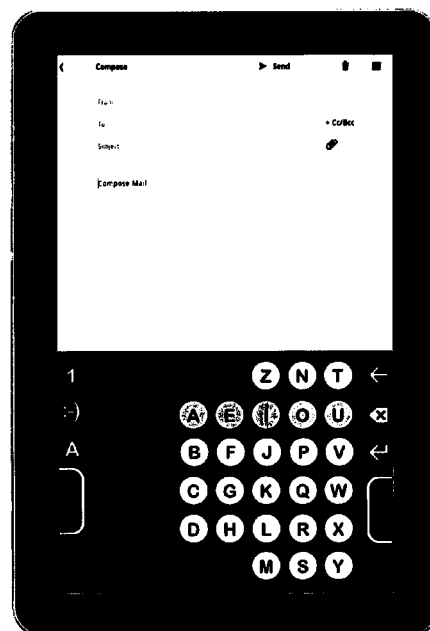 Compose Send
From
To + Cc/Bcc
Subject
Compose Mail
1 Z N T
:-) A E I O U
A B F J P V
C G K Q W
D H L R X
M S Y